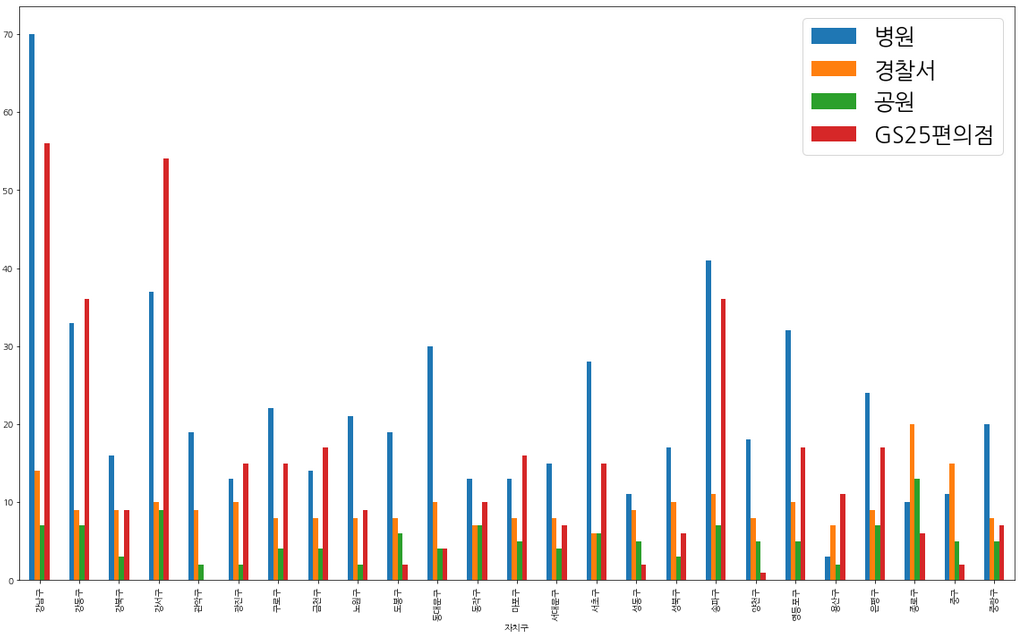 병원
경찰서
공원
GS25편의점
70
60
50
40
30
20
10
0
강남구
강동구
강북구
강서구
관악구
광진구
구로구
금천구
노원구
도봉구
동대문구
동작구
마포구
서대문구
서초구
성동구
성북구
송파구
양천구
영등포구
용산구
은평구
종로구
중구
중랑구
자치구